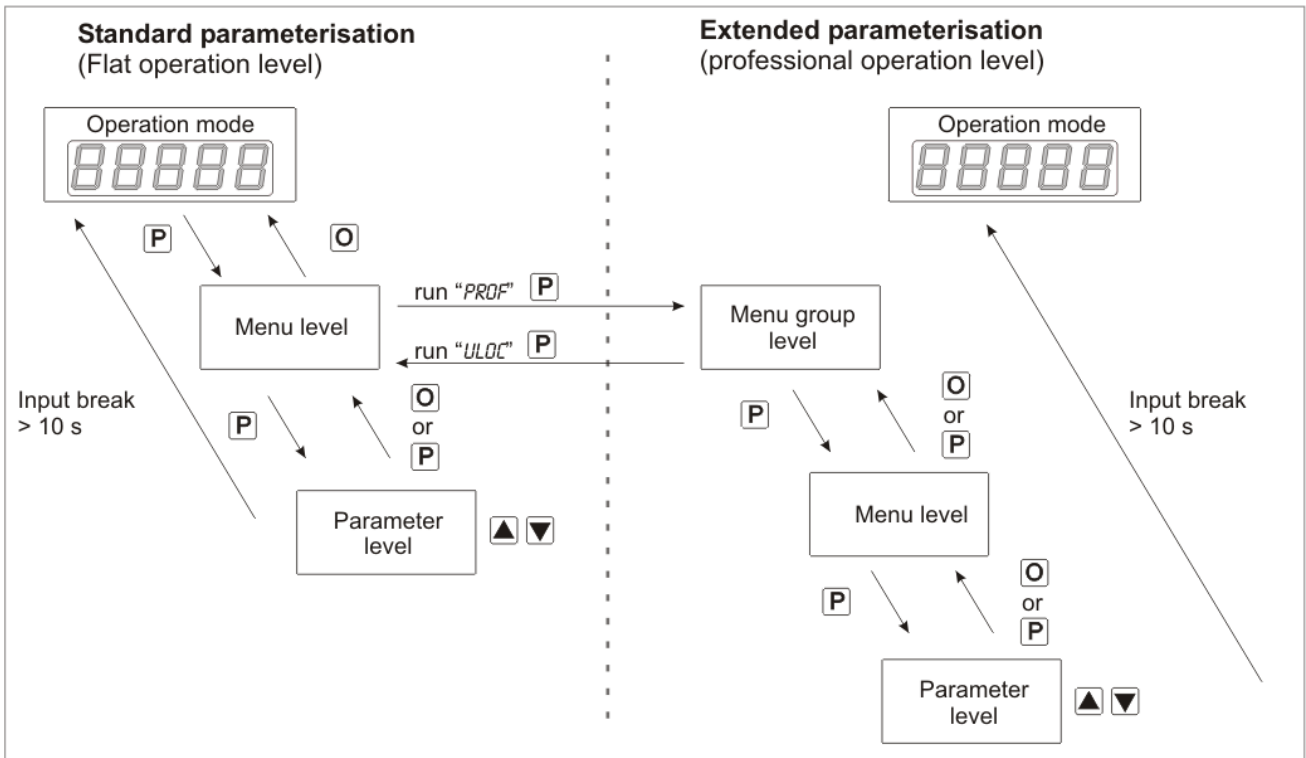 Standard parameterisation
(Flat operation level)
Extended parameterisation
(professional operation level)
Operation mode
88888
Operation mode
88888
P
O
Menu level
run “PROF” P
run “ULOC” P
Menu group
level
Input break
> 10 s
P
O
or
P
Parameter
level
P
O
or
P
Input break
> 10 s
Menu level
P
O
or
P
Parameter
level